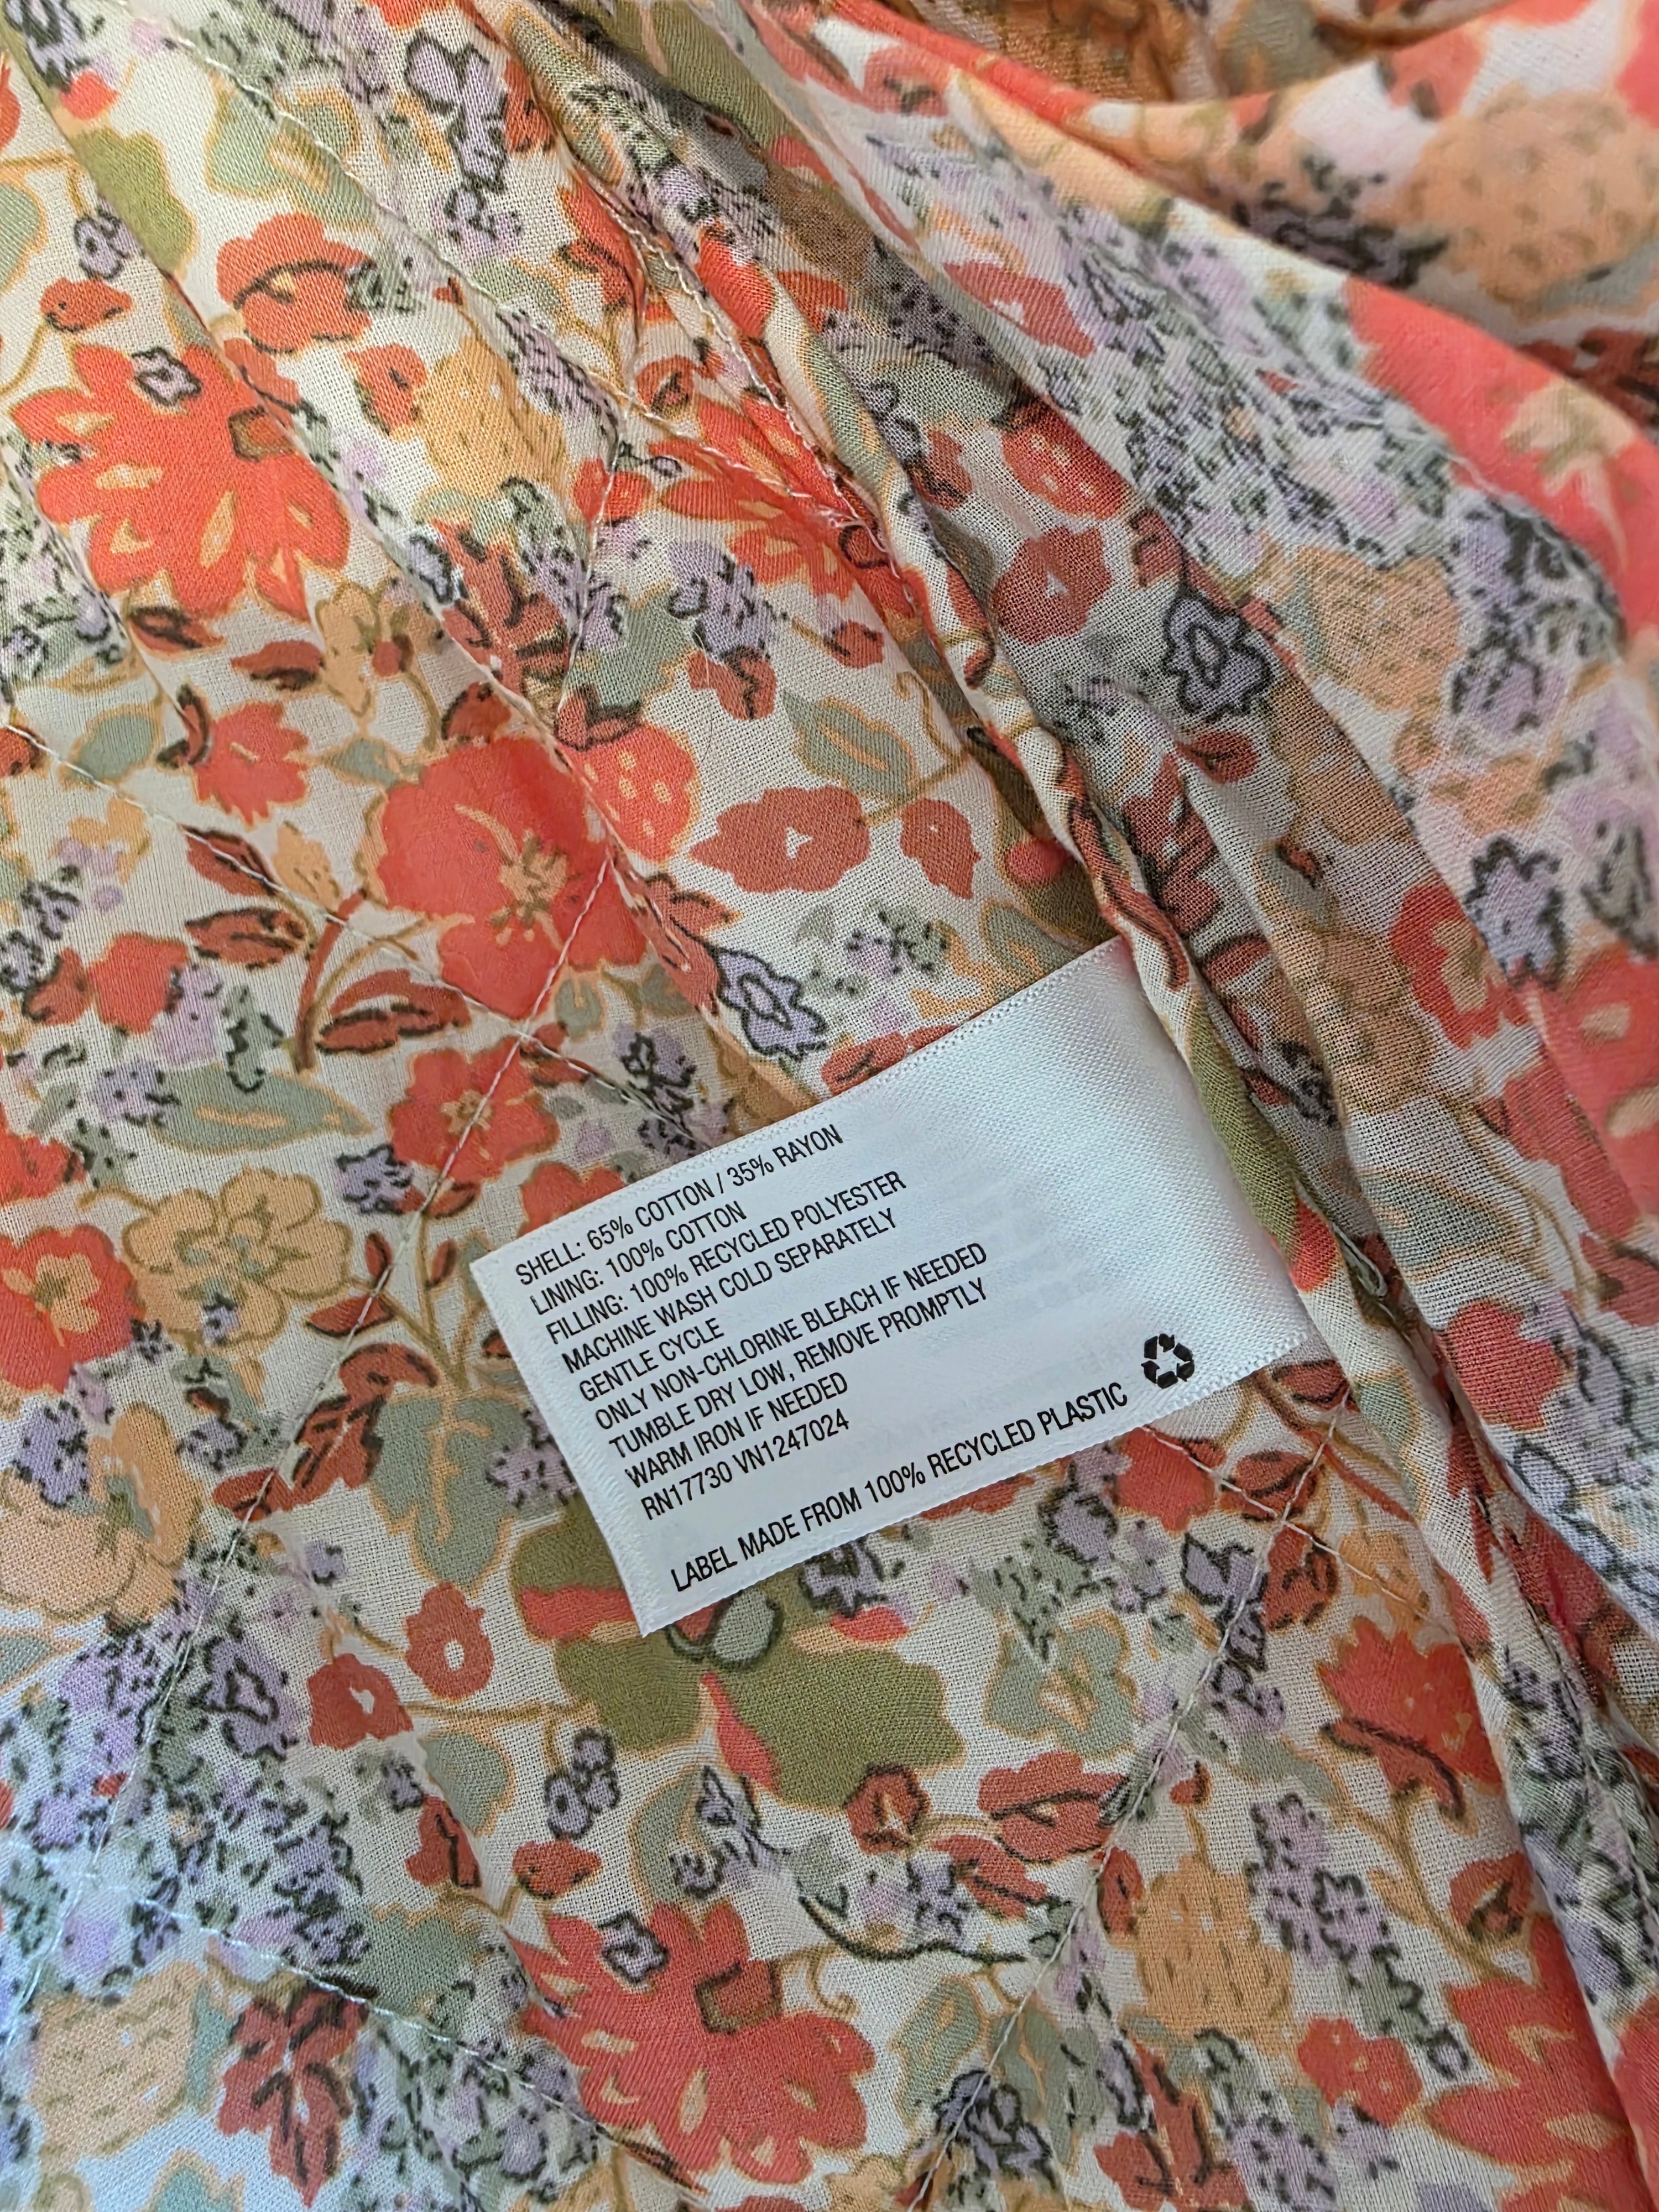 SHELL: 65% COTTON / 35% RAYON
LINING: 100% COTTON
FILLING: 100% RECYCLED POLYESTER
MACHINE WASH COLD SEPARATELY
GENTLE CYCLE
ONLY NON-CHLORINE BLEACH IF NEEDED
TUMBLE DRY LOW, REMOVE PROMPTLY
WARM IRON IF NEEDED
RN17730 VN1247024
LABEL MADE FROM 100% RECYCLED PLASTIC